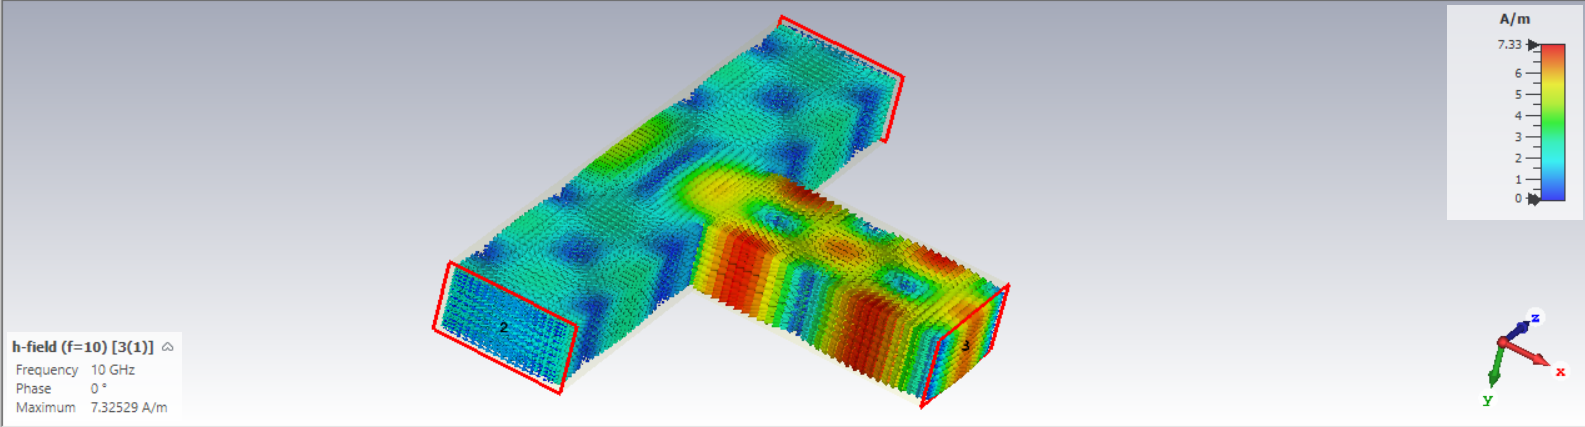 A/m
7.33
6
5
4
3
2
1
0
2
3
h-field (f=10) [3(1)]
Frequency 10 GHz
Phase 0 °
Maximum 7.32529 A/m
z
x
y